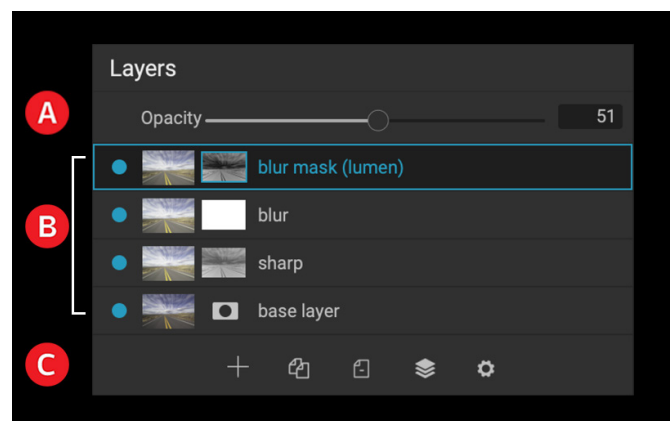 Layers
A
Opacity 51
blur mask (lumen)
B
blur
sharp
base layer
C